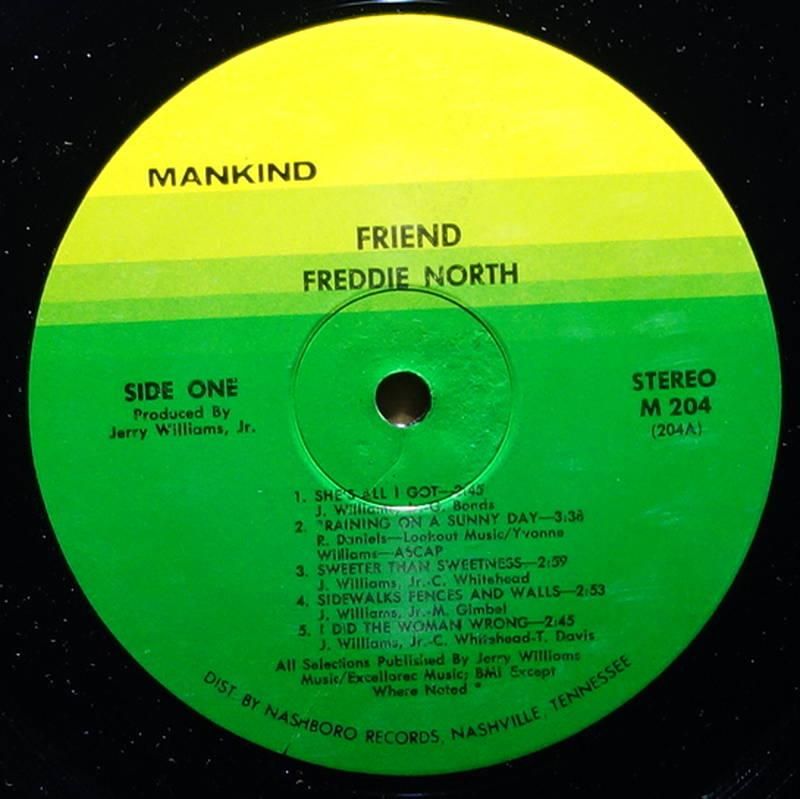 MANKIND
FRIEND
FREDDIE NORTH
SIDE ONE
Produced By
Jerry Williams, Jr.
STEREO
M 204
(204A)
1. SHE'S ALL I GOT—2:45
J. Williams, Jr.-G. Bonds
2. *RAINING ON A SUNNY DAY—3:38
R. Daniels—Lookout Music/Yvonne
Williams—ASCAP
3. SWEETER THAN SWEETNESS—2:59
J. Williams, Jr.-C. Whitehead
4. SIDEWALKS FENCES AND WALLS—2:53
J. Williams, Jr.-M. Gimbel
5. I DID THE WOMAN WRONG—2:45
J. Williams, Jr.-C. Whitehead-T. Davis
All Selections Published By Jerry Williams
Music/Excellorec Music; BMI Except
Where Noted *
DIST. BY NASHBORO RECORDS, NASHVILLE, TENNESSEE